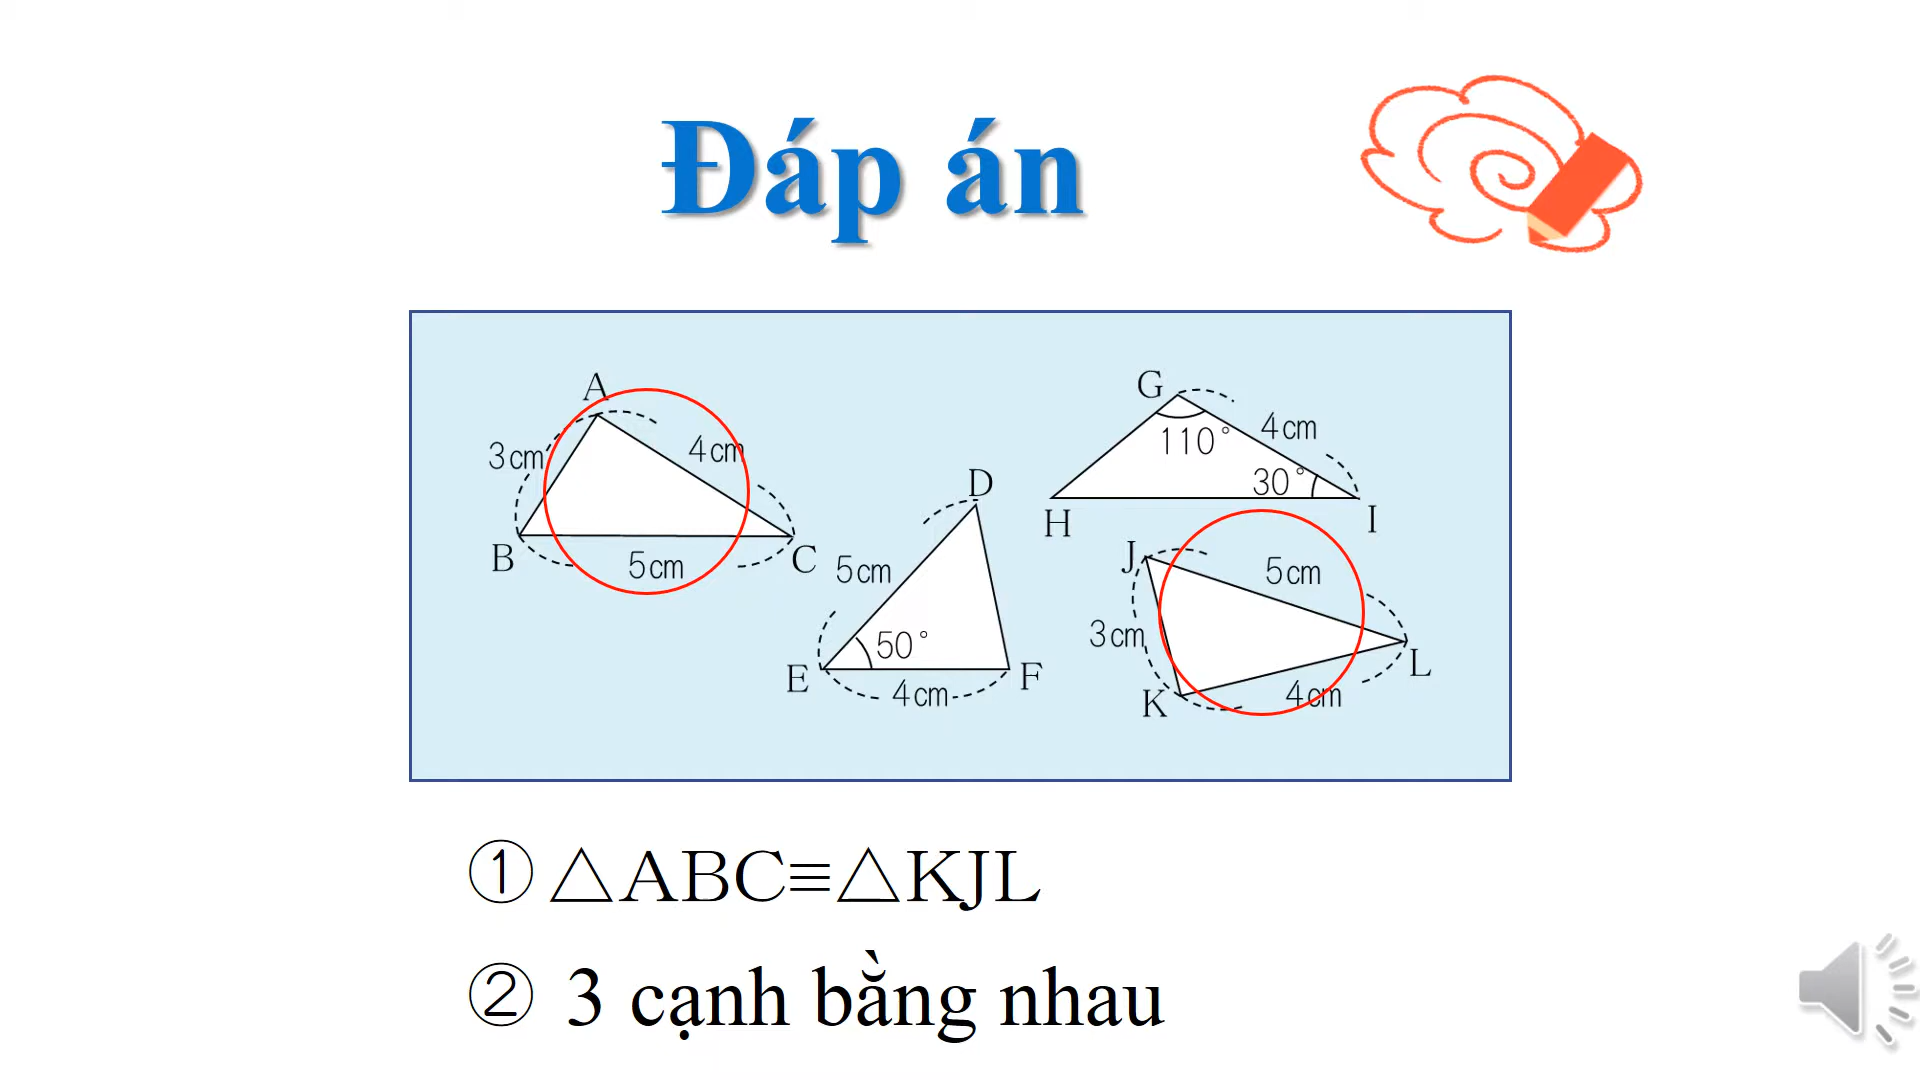 Đáp án
A
3cm
4cm
B
5cm
C
D
5cm
50°
E
4cm
F
G
110°
4cm
30°
H
I
J
5cm
3cm
K
4cm
L
① △ABC≡△KJL
② 3 cạnh bằng nhau